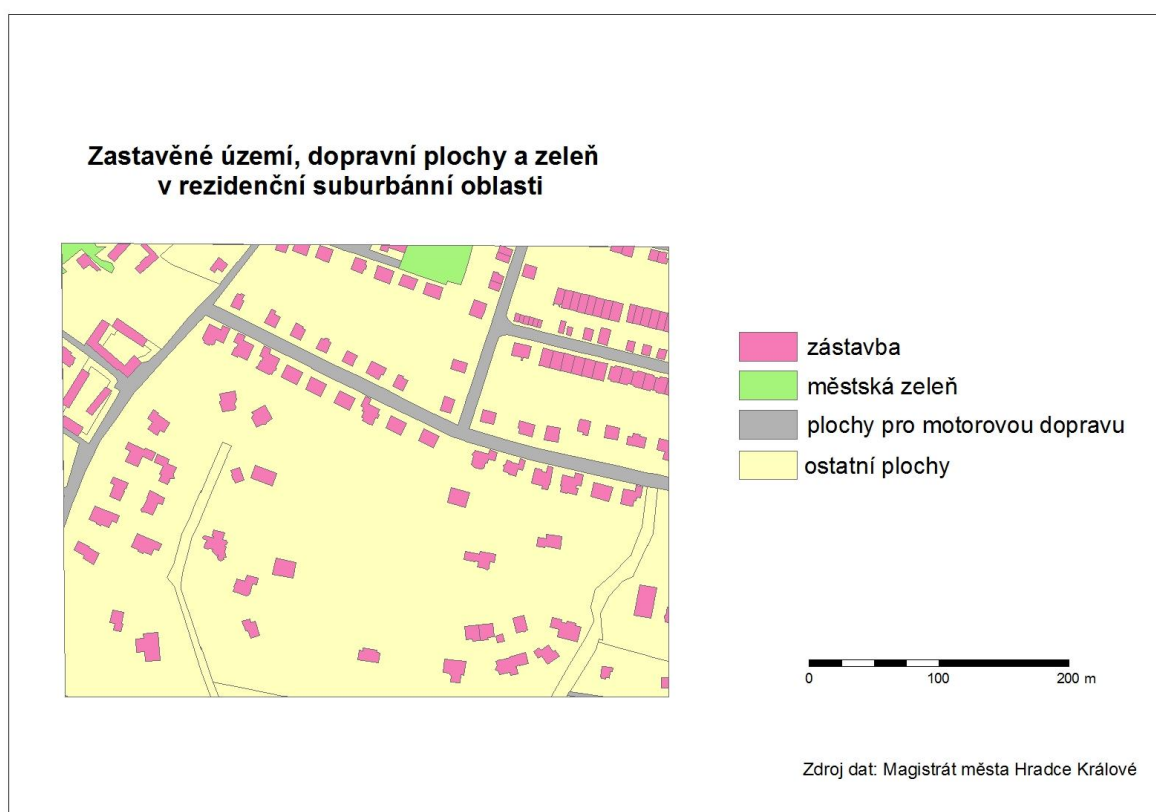 Zastavěné území, dopravní plochy a zeleň
v rezidenční suburbánní oblasti
zástavba
městská zeleň
plochy pro motorovou dopravu
ostatní plochy
0 100 200 m
Zdroj dat: Magistrát města Hradce Králové